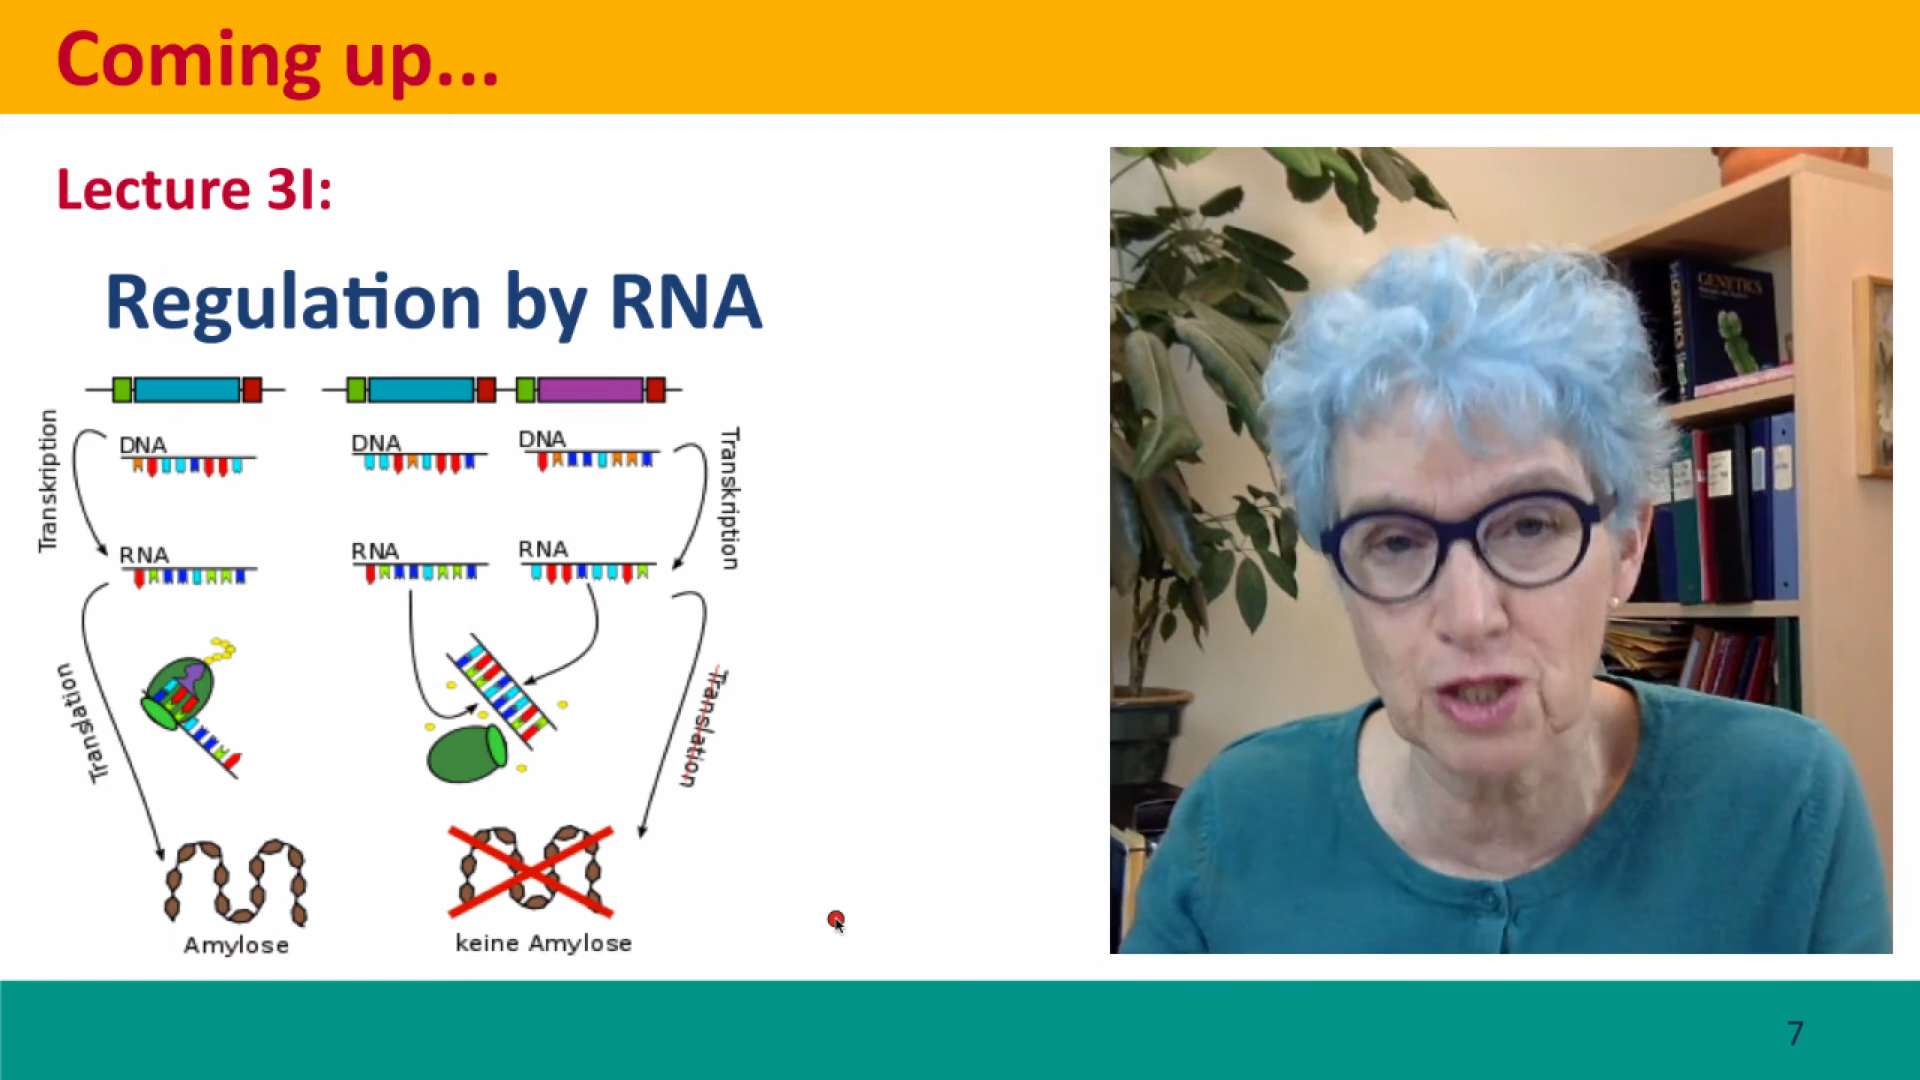 Coming up...
Lecture 3I:
Regulation by RNA
Transkription
DNA
DNA
DNA
Transkription
RNA
RNA
RNA
Translation
Translation
Amylose
keine Amylose
GENETICS
7